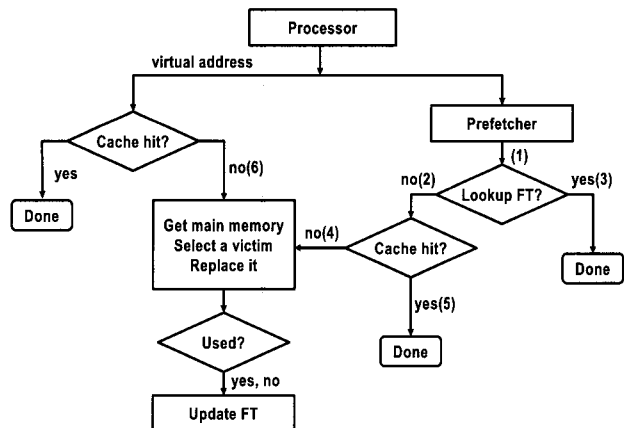 Processor
virtual address
Cache hit?
Prefetcher
yes
no(6)
(1)
no(2)
Lookup FT?
yes(3)
Done
Get main memory
Select a victim
Replace it
no(4)
Cache hit?
Done
yes(5)
Used?
Done
yes, no
Update FT